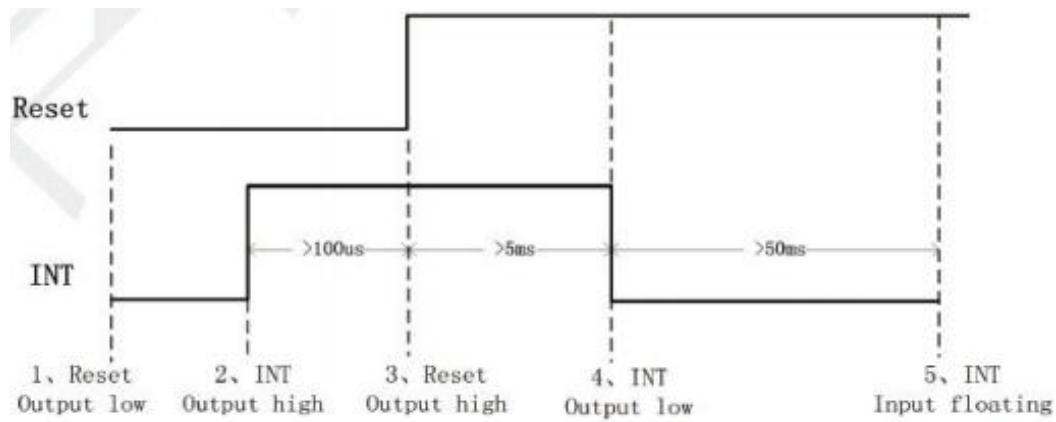 Reset
>100us
>5ms
>50ms
INT
1、Reset
Output low
2、INT
Output high
3、Reset
Output high
4、INT
Output low
5、INT
Input floating